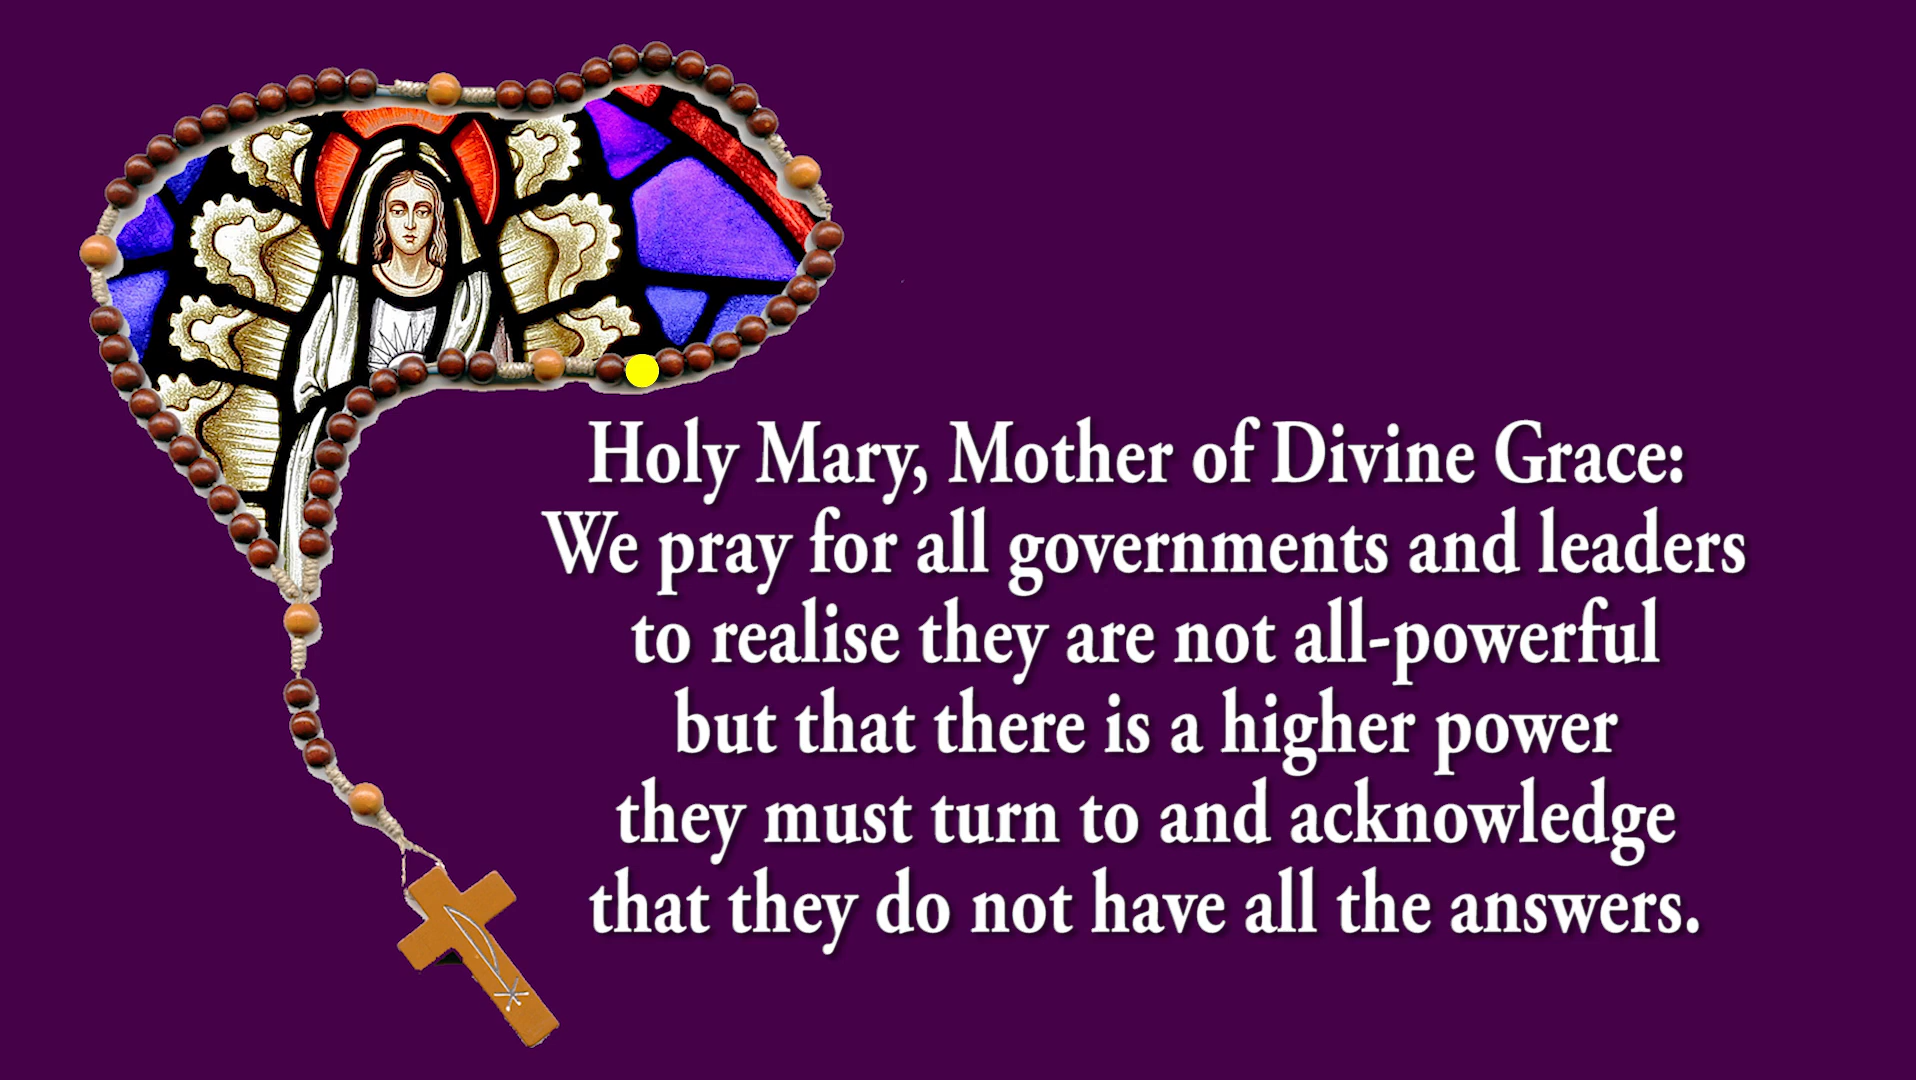 Holy Mary, Mother of Divine Grace:
We pray for all governments and leaders
to realise they are not all-powerful
but that there is a higher power
they must turn to and acknowledge
that they do not have all the answers.